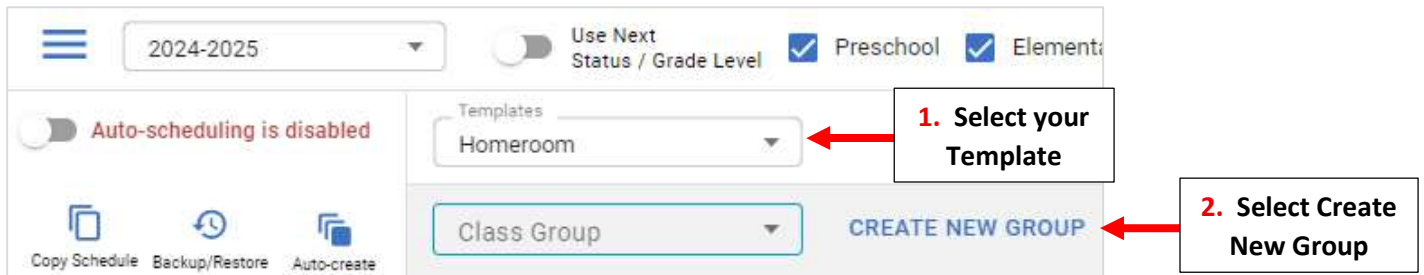 2024-2025
Use Next
Status / Grade Level
Preschool
Elementa
Auto-scheduling is disabled
Templates
Homeroom
1. Select your
Template
Class Group
CREATE NEW GROUP
2. Select Create
New Group
Copy Schedule
Backup/Restore
Auto-create